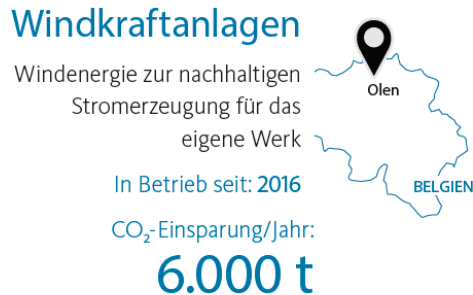 Windkraftanlagen
Windenergie zur nachhaltigen
Stromerzeugung für das
eigene Werk
Olen
In Betrieb seit: 2016
BELGIEN
CO₂-Einsparung/Jahr:
6.000 t